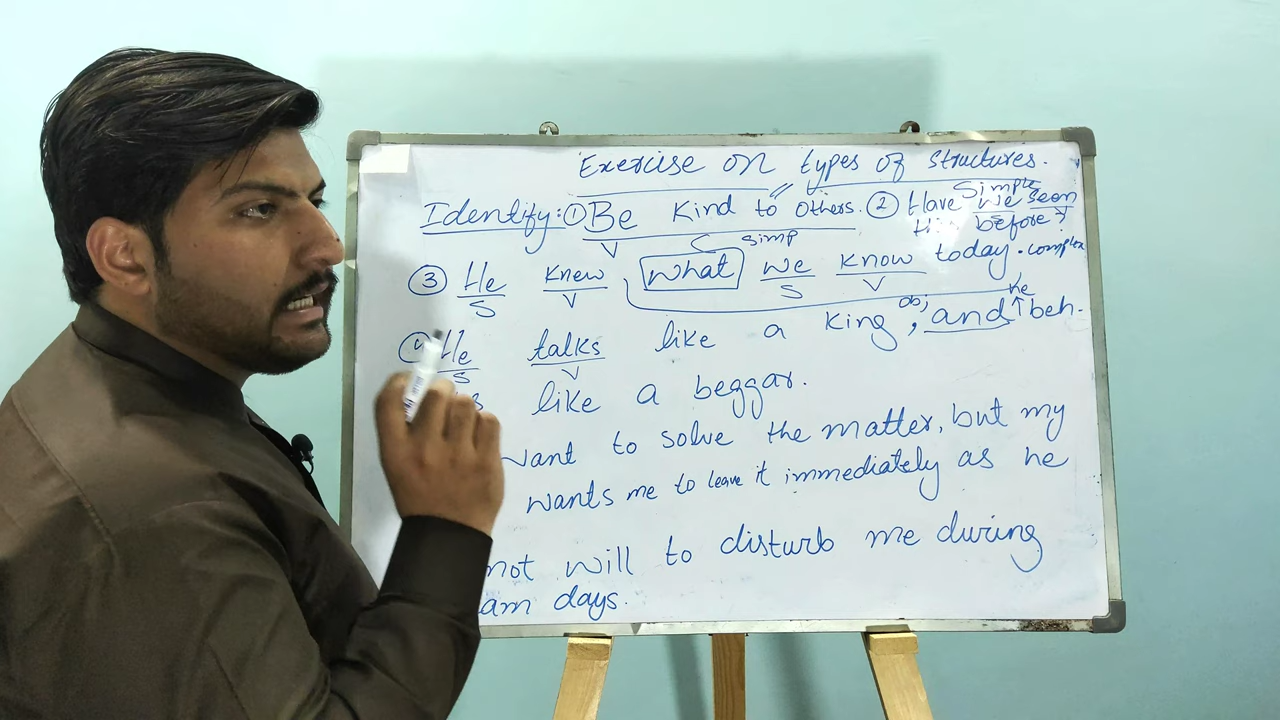 Exercise on types of Structures.
Simple
Identify:① Be Kind to others. ② Have we seen
V simp before?
③ He knew what we know today. complex
S V S V
obj he
He talks like a King, and ↑ beh-
S V
s like a beggar.
want to solve the matter, but my
wants me to leave it immediately as he
not will to disturb me during
am days.